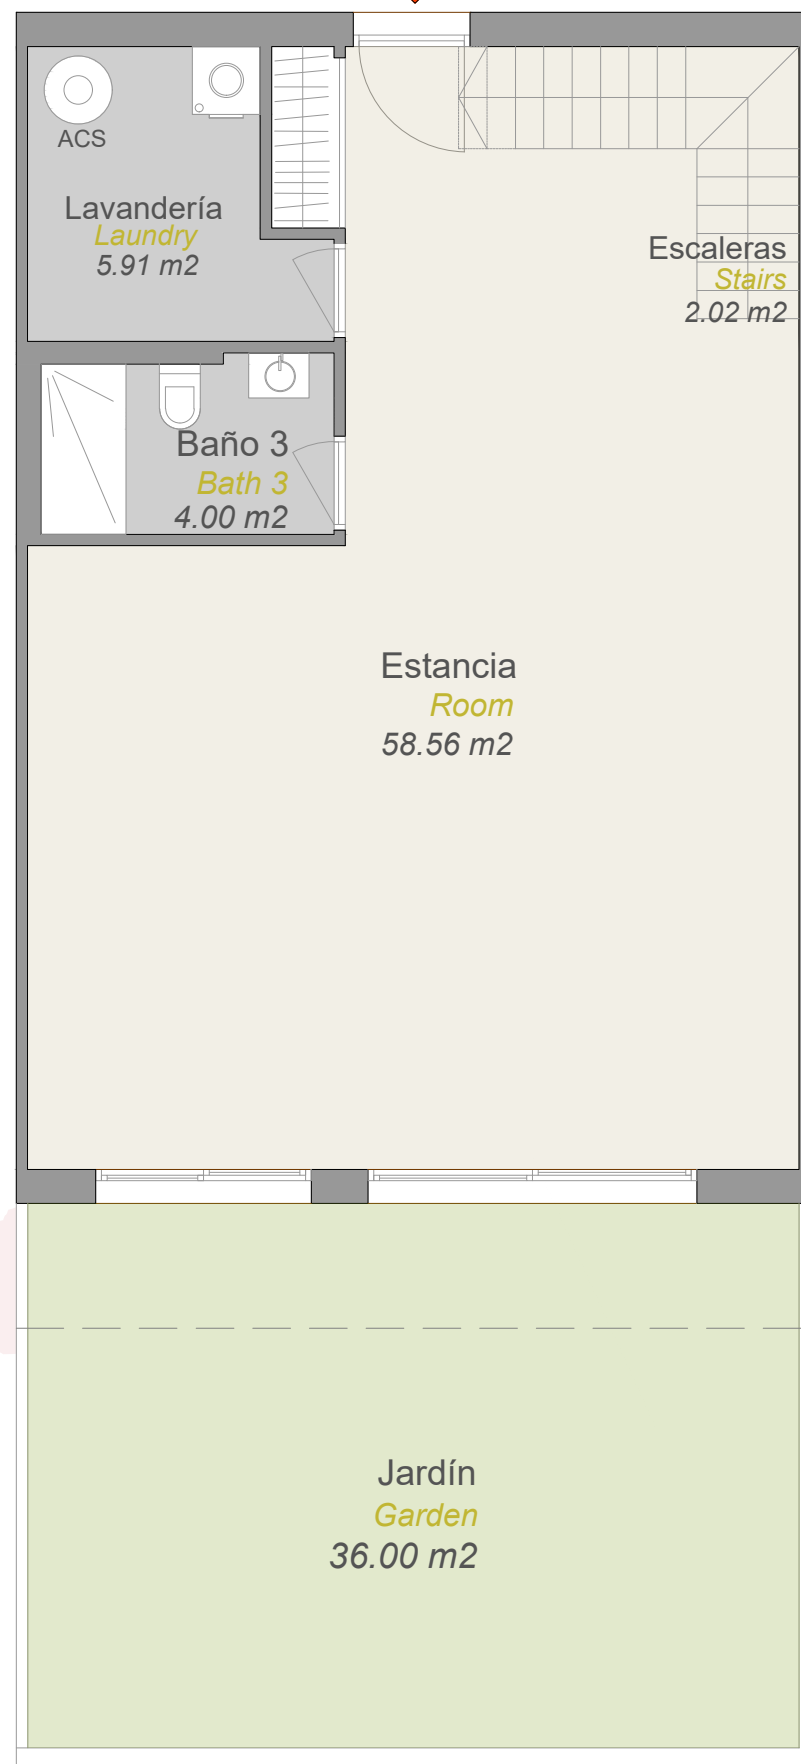 ACS
Lavandería
Laundry
5.91 m2
Escaleras
Stairs
2.02 m2
Baño 3
Bath 3
4.00 m2
Estancia
Room
58.56 m2
Jardín
Garden
36.00 m2